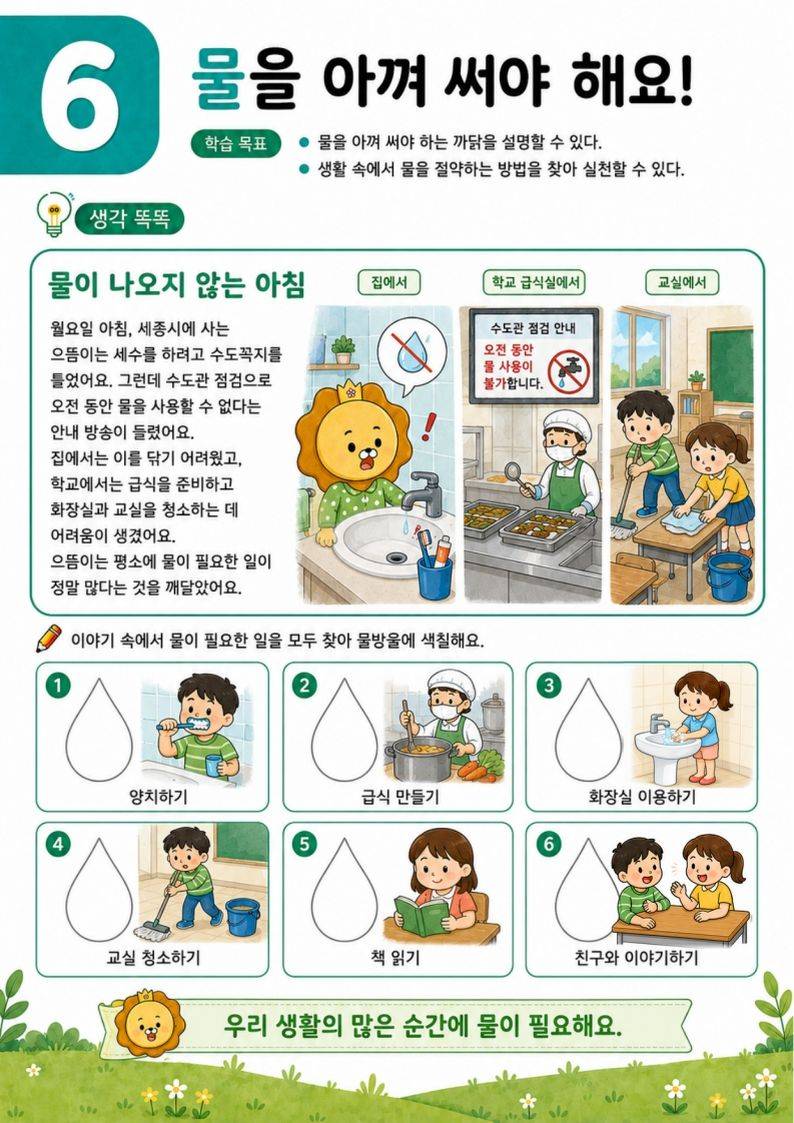 6
물을 아껴 써야 해요!
학습 목표
● 물을 아껴 써야 하는 까닭을 설명할 수 있다.
● 생활 속에서 물을 절약하는 방법을 찾아 실천할 수 있다.
생각 똑똑
물이 나오지 않는 아침
월요일 아침, 세종시에 사는
으뜸이는 세수를 하려고 수도꼭지를
틀었어요. 그런데 수도관 점검으로
오전 동안 물을 사용할 수 없다는
안내 방송이 들렸어요.
집에서는 이를 닦기 어려웠고,
학교에서는 급식을 준비하고
화장실과 교실을 청소하는 데
어려움이 생겼어요.
으뜸이는 평소에 물이 필요한 일이
정말 많다는 것을 깨달았어요.
집에서
!
학교 급식실에서
수도관 점검 안내
오전 동안
물 사용이
불가합니다.
교실에서
이야기 속에서 물이 필요한 일을 모두 찾아 물방울에 색칠해요.
1
양치하기
2
급식 만들기
3
화장실 이용하기
4
교실 청소하기
5
책 읽기
6
친구와 이야기하기
우리 생활의 많은 순간에 물이 필요해요.